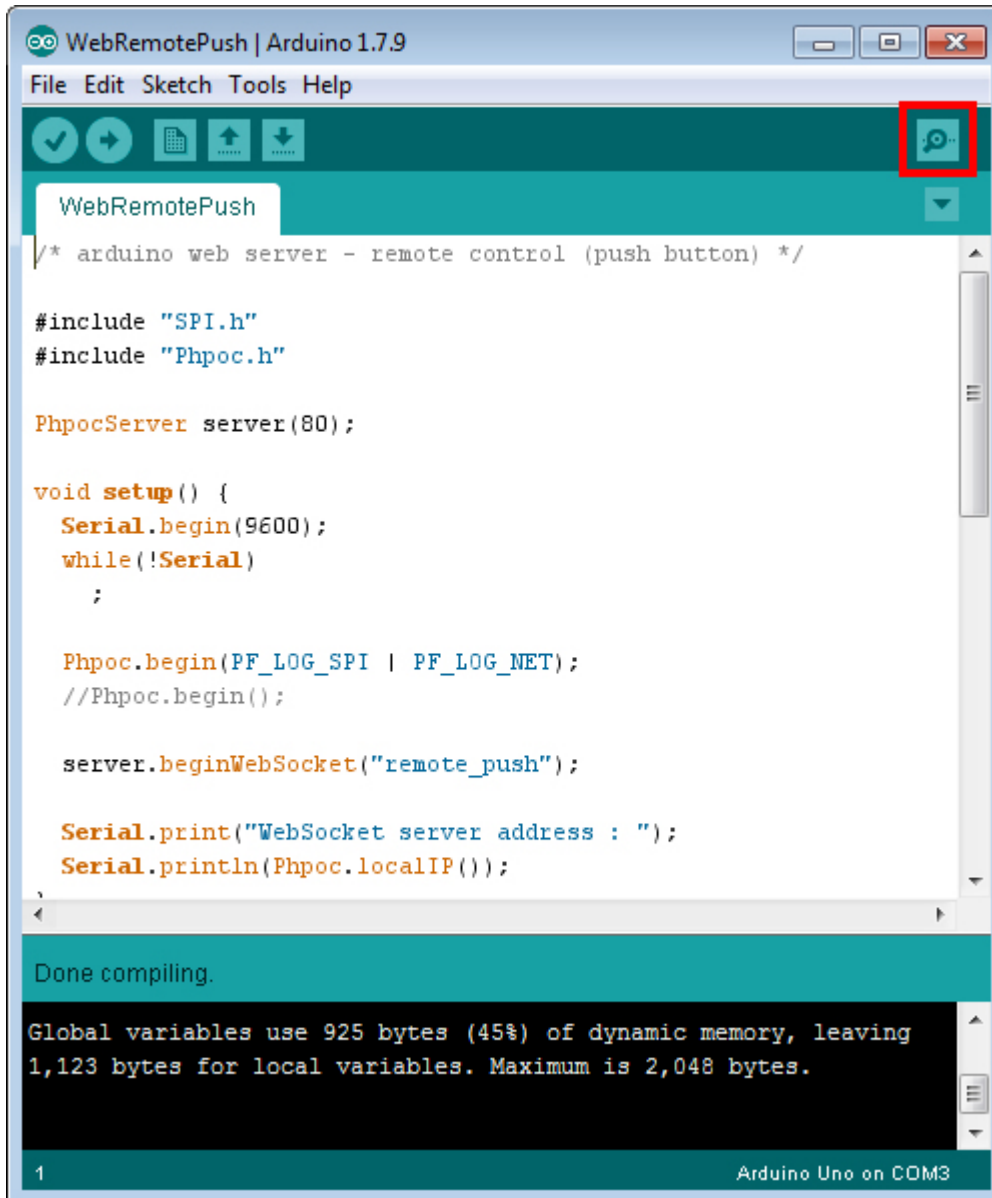 WebRemotePush | Arduino 1.7.9
File Edit Sketch Tools Help
WebRemotePush
/* arduino web server - remote control (push button) */
#include "SPI.h"
#include "Phpoc.h"
PhpocServer server(80);
void setup() {
Serial.begin(9600);
while(!Serial)
;
Phpoc.begin(PF_LOG_SPI | PF_LOG_NET);
//Phpoc.begin();
server.beginWebSocket("remote_push");
Serial.print("WebSocket server address : ");
Serial.println(Phpoc.localIP());
Done compiling.
Global variables use 925 bytes (45%) of dynamic memory, leaving
1,123 bytes for local variables. Maximum is 2,048 bytes.
1
Arduino Uno on COM3